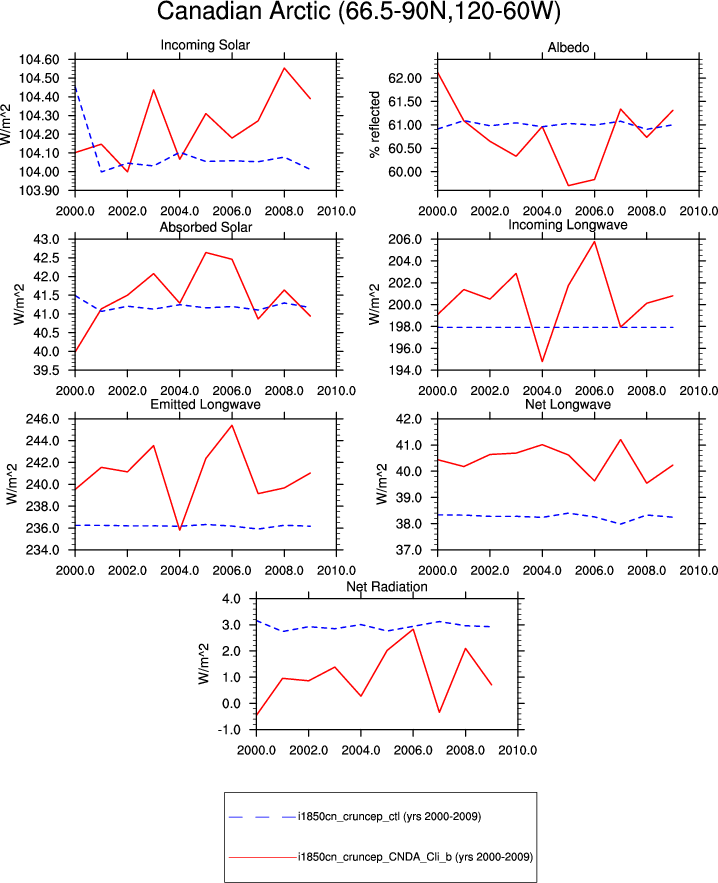 Canadian Arctic (66.5-90N,120-60W)
Incoming Solar
W/m^2
104.60
104.50
104.40
104.30
104.20
104.10
104.00
103.90
2000.0 2002.0 2004.0 2006.0 2008.0 2010.0
Albedo
% reflected
62.00
61.50
61.00
60.50
60.00
2000.0 2002.0 2004.0 2006.0 2008.0 2010.0
Absorbed Solar
W/m^2
43.0
42.5
42.0
41.5
41.0
40.5
40.0
39.5
2000.0 2002.0 2004.0 2006.0 2008.0 2010.0
Incoming Longwave
W/m^2
206.0
204.0
202.0
200.0
198.0
196.0
194.0
2000.0 2002.0 2004.0 2006.0 2008.0 2010.0
Emitted Longwave
W/m^2
246.0
244.0
242.0
240.0
238.0
236.0
234.0
2000.0 2002.0 2004.0 2006.0 2008.0 2010.0
Net Longwave
W/m^2
42.0
41.0
40.0
39.0
38.0
37.0
2000.0 2002.0 2004.0 2006.0 2008.0 2010.0
Net Radiation
W/m^2
4.0
3.0
2.0
1.0
0.0
-1.0
2000.0 2002.0 2004.0 2006.0 2008.0 2010.0
i1850cn_cruncep_ctl (yrs 2000-2009)
i1850cn_cruncep_CNDA_Cli_b (yrs 2000-2009)